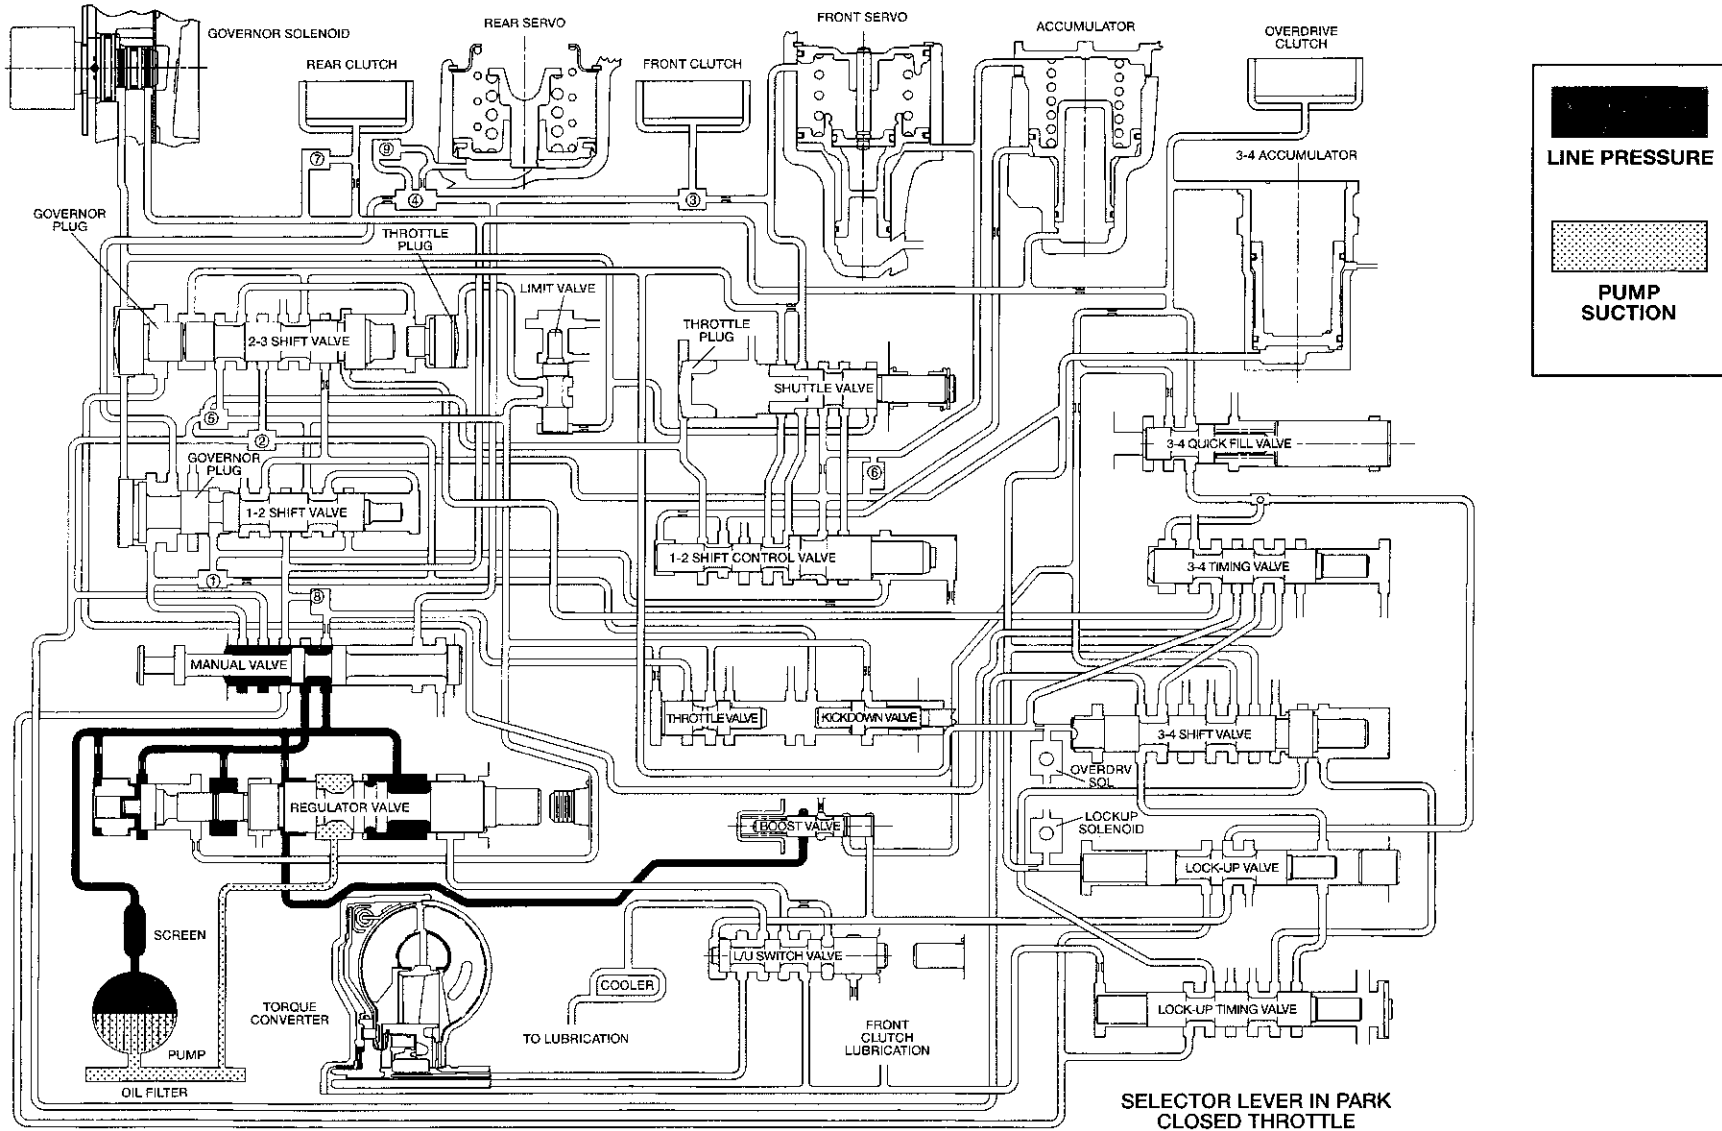 GOVERNOR SOLENOID
REAR SERVO
FRONT SERVO
ACCUMULATOR
OVERDRIVE
CLUTCH
REAR CLUTCH
FRONT CLUTCH
LINE PRESSURE
3-4 ACCUMULATOR
⑦
⑨
④
③
GOVERNOR
PLUG
THROTTLE
PLUG
LIMIT VALVE
PUMP
SUCTION
THROTTLE
PLUG
2-3 SHIFT VALVE
SHUTTLE VALVE
⑤
②
3-4 QUICK FILL VALVE
GOVERNOR
PLUG
⑥
1-2 SHIFT VALVE
1-2 SHIFT CONTROL VALVE
3-4 TIMING VALVE
①
⑧
MANUAL VALVE
THROTTLE VALVE
KICKDOWN VALVE
3-4 SHIFT VALVE
OVERDRV
SOL
REGULATOR VALVE
BOOST VALVE
LOCKUP
SOLENOID
LOCK-UP VALVE
SCREEN
L/U SWITCH VALVE
COOLER
TORQUE
CONVERTER
TO LUBRICATION
FRONT
CLUTCH
LUBRICATION
LOCK-UP TIMING VALVE
PUMP
OIL FILTER
SELECTOR LEVER IN PARK
CLOSED THROTTLE